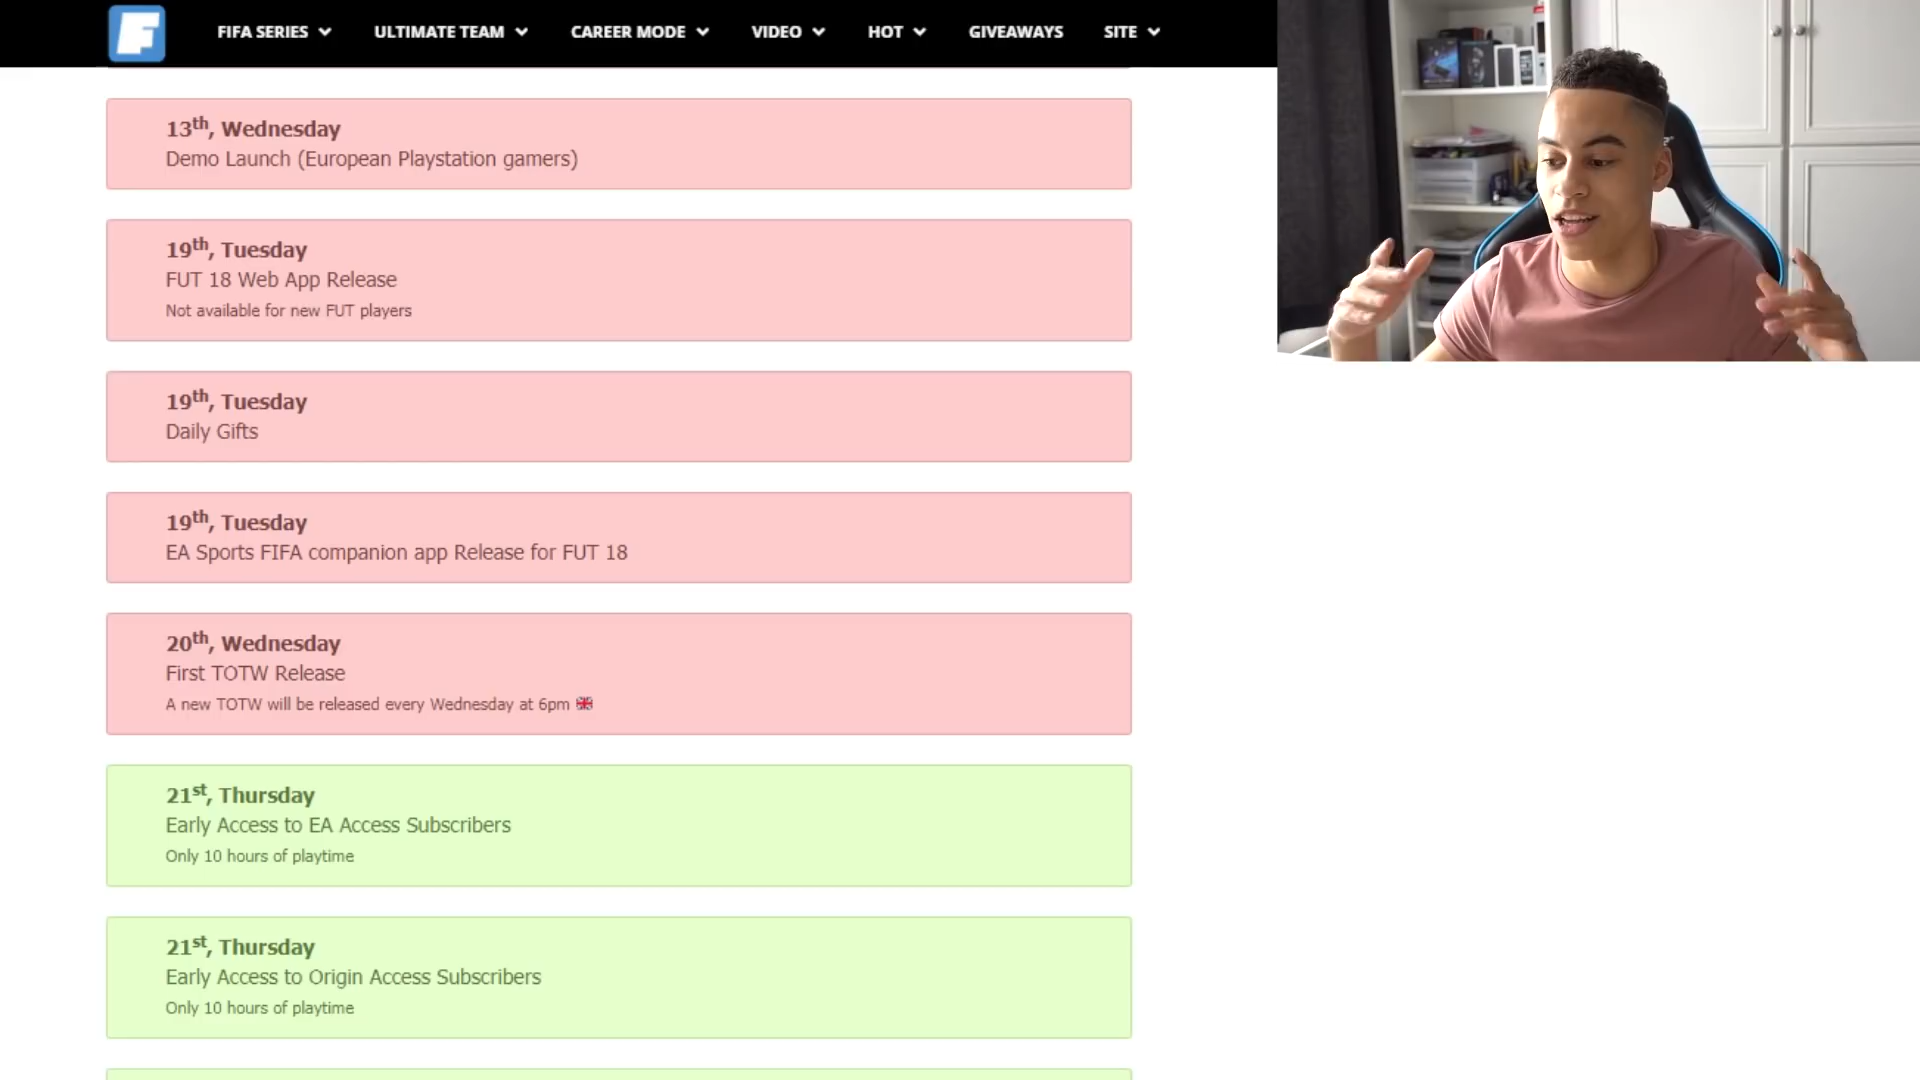 F FIFA SERIES ULTIMATE TEAM CAREER MODE VIDEO HOT GIVEAWAYS SITE
13th, Wednesday
Demo Launch (European Playstation gamers)
19th, Tuesday
FUT 18 Web App Release
Not available for new FUT players
19th, Tuesday
Daily Gifts
19th, Tuesday
EA Sports FIFA companion app Release for FUT 18
20th, Wednesday
First TOTW Release
A new TOTW will be released every Wednesday at 6pm
21st, Thursday
Early Access to EA Access Subscribers
Only 10 hours of playtime
21st, Thursday
Early Access to Origin Access Subscribers
Only 10 hours of playtime